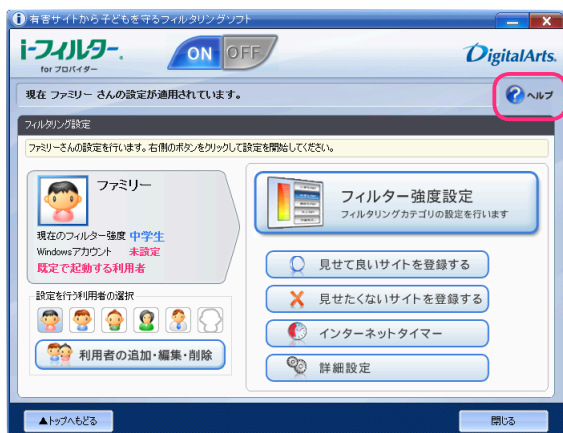 有害サイトから子どもを守るフィルタリングソフト
i-フィルター®
for プロバイダー
ON OFF
DigitalArts®
現在 ファミリー さんの設定が適用されています。
ヘルプ
フィルタリング設定
ファミリーさんの設定を行います。右側のボタンをクリックして設定を開始してください。
ファミリー
現在のフィルター強度 中学生
Windowsアカウント 未設定
既定で起動する利用者
設定を行う利用者の選択
利用者の追加・編集・削除
フィルター強度設定
フィルタリングカテゴリの設定を行います
見せて良いサイトを登録する
見せたくないサイトを登録する
インターネットタイマー
詳細設定
▲トップへもどる
閉じる